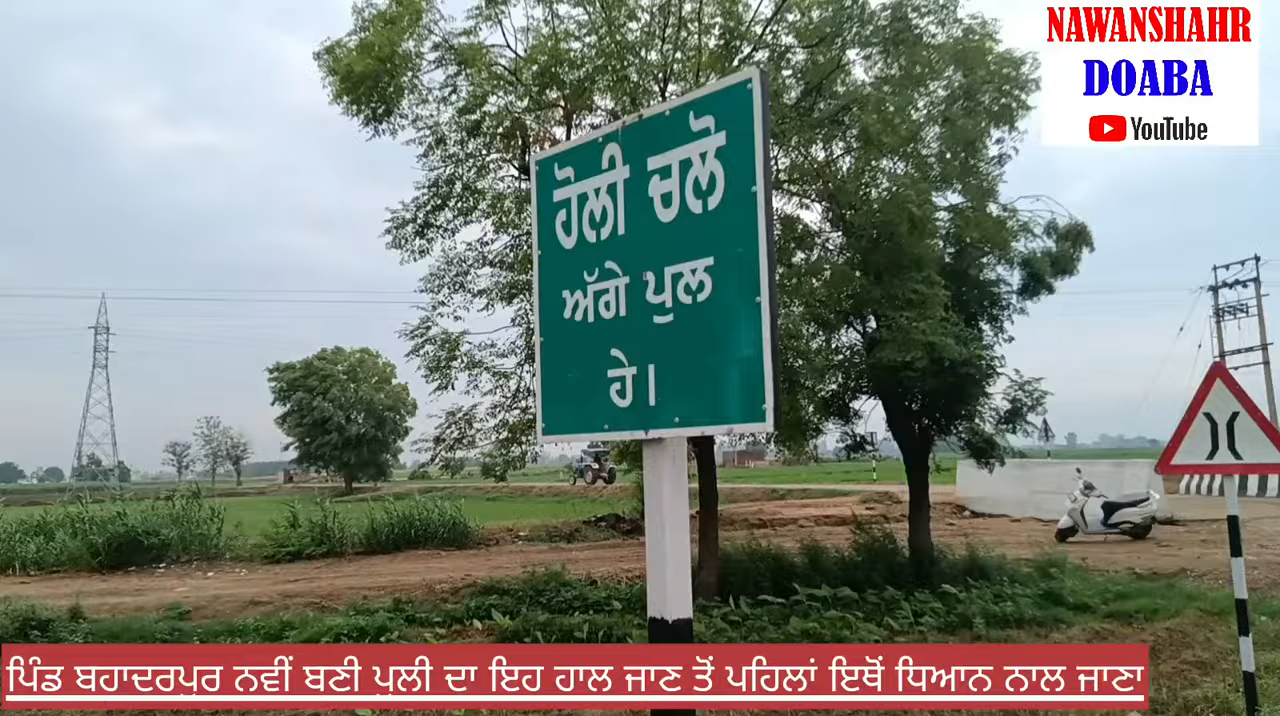 NAWANSHAHR
DOABA
YouTube
ਹੋਲੀ ਚਲੋ
ਅੱਗੇ ਪੁਲ
ਹੇ।
ਪਿੰਡ ਬਹਾਦਰਪੁਰ ਨਵੀਂ ਬਣੀ ਪੁਲੀ ਦਾ ਇਹ ਹਾਲ ਜਾਣ ਤੋਂ ਪਹਿਲਾਂ ਇਥੋਂ ਧਿਆਨ ਨਾਲ ਜਾਣਾ